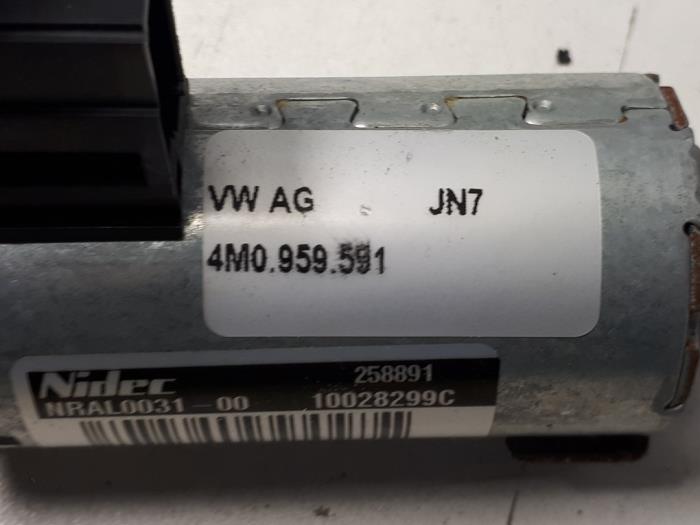 VW AG JN7
4M0.959.591
Nidec 258891
NRAL0031-00 10028299C